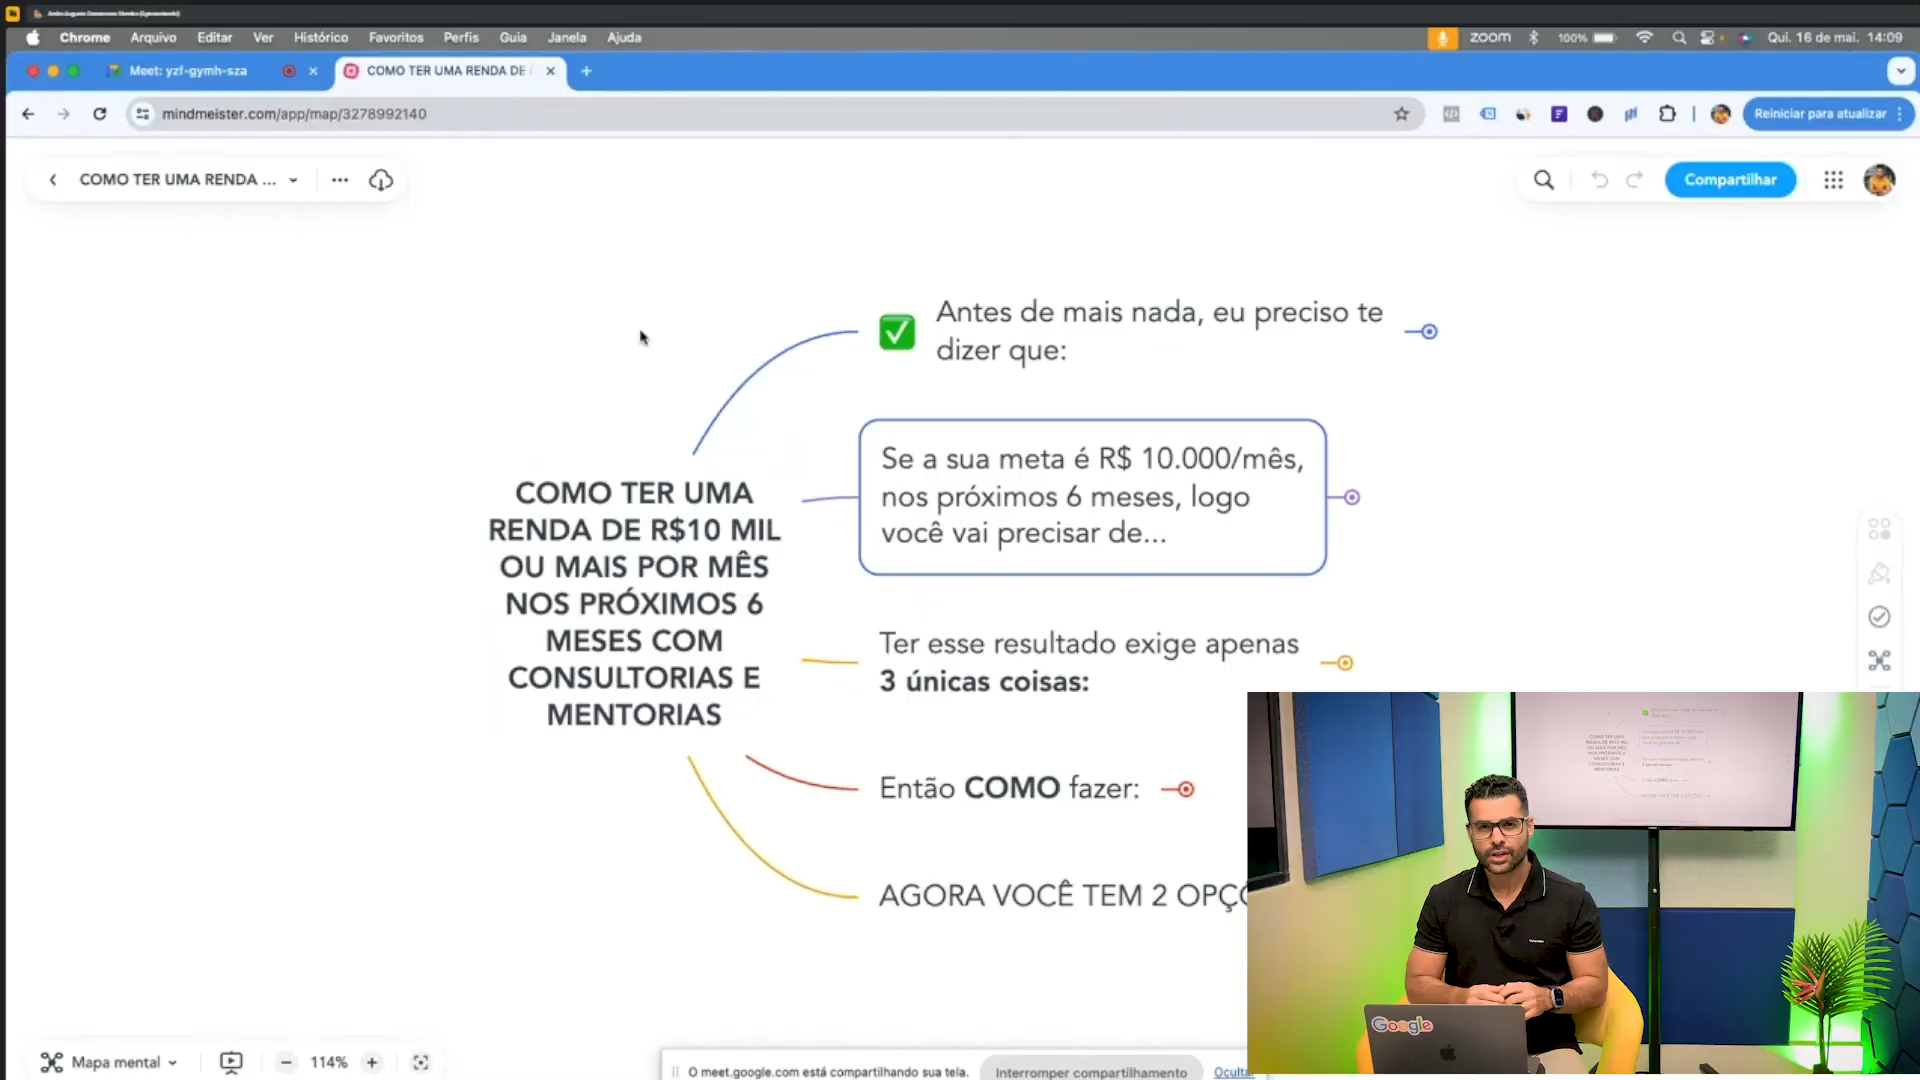 Chrome Arquivo Editar Ver Histórico Favoritos Perfis Guia Janela Ajuda
zoom 100% Qui. 16 de mai. 14:09
Meet: yzf-gymh-sza
COMO TER UMA RENDA DE
mindmeister.com/app/map/3278992140
Reiniciar para atualizar
COMO TER UMA RENDA ...
Compartilhar
Antes de mais nada, eu preciso te
dizer que:
Se a sua meta é R$ 10.000/mês,
nos próximos 6 meses, logo
você vai precisar de...
COMO TER UMA
RENDA DE R$10 MIL
OU MAIS POR MÊS
NOS PRÓXIMOS 6
MESES COM
CONSULTORIAS E
MENTORIAS
Ter esse resultado exige apenas
3 únicas coisas:
Então COMO fazer:
AGORA VOCÊ TEM 2 OPÇÕ
Google
Mapa mental
114%
O meet.google.com está compartilhando sua tela.
Interromper compartilhamento
Ocultar